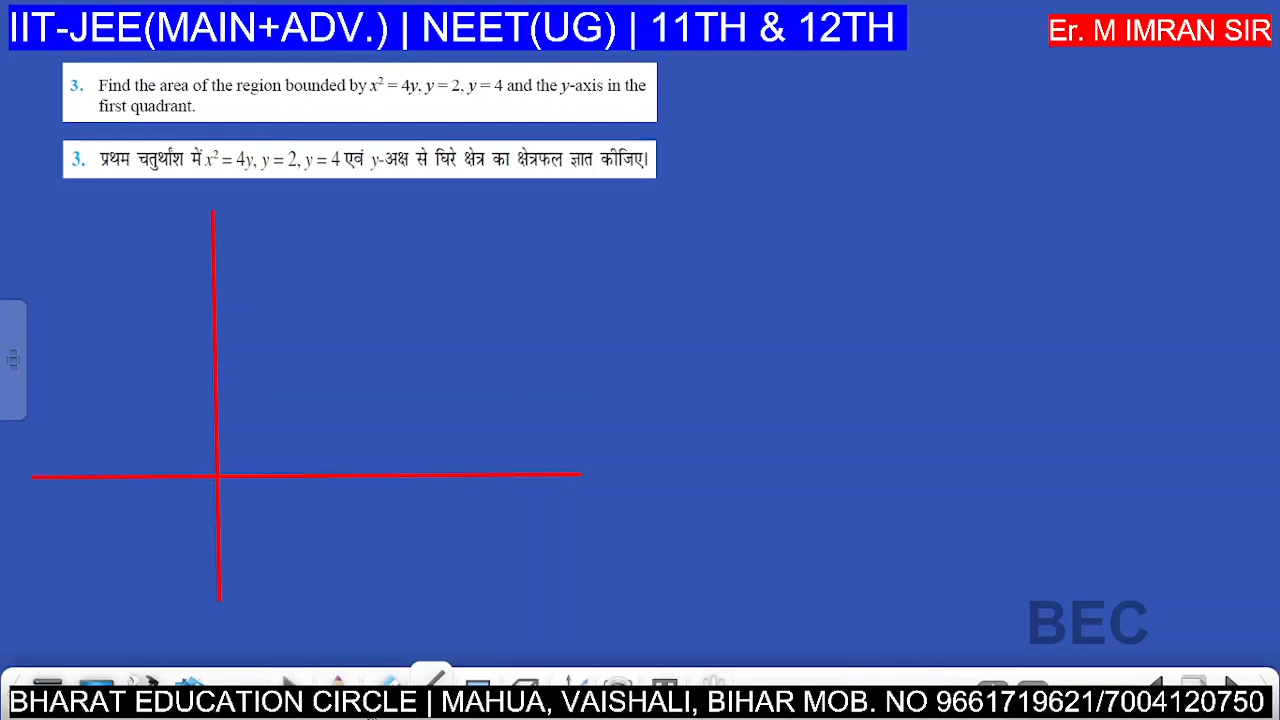 IIT-JEE(MAIN+ADV.) | NEET(UG) | 11TH & 12TH
Er. M IMRAN SIR
3. Find the area of the region bounded by x² = 4y, y = 2, y = 4 and the y-axis in the
first quadrant.
3. प्रथम चतुर्थांश में x² = 4y, y = 2, y = 4 एवं y-अक्ष से घिरे क्षेत्र का क्षेत्रफल ज्ञात कीजिए।
BEC
BHARAT EDUCATION CIRCLE | MAHUA, VAISHALI, BIHAR MOB. NO 9661719621/7004120750